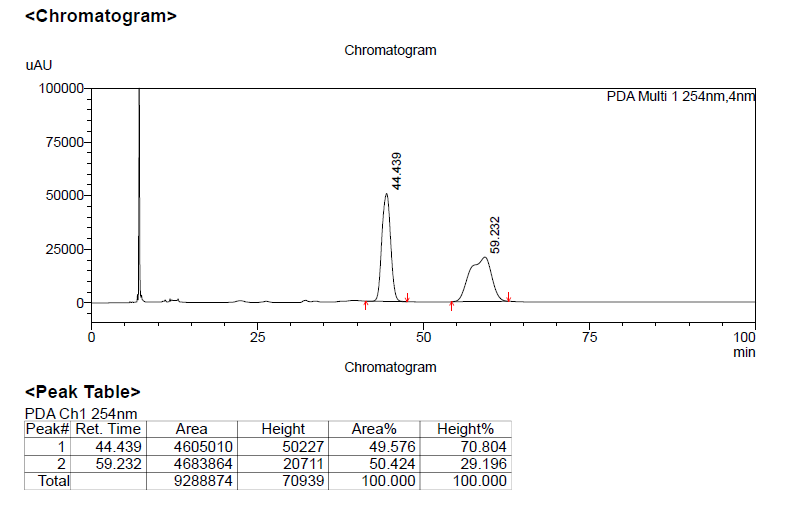 <Chromatogram>
Chromatogram
uAU
100000
PDA Multi 1 254nm,4nm
75000
50000
25000
0
44.439
59.232
0 25 50 75 100
min
Chromatogram
<Peak Table>
PDA Ch1 254nm
Peak# Ret. Time Area Height Area% Height%
1 44.439 4605010 50227 49.576 70.804
2 59.232 4683864 20711 50.424 29.196
Total 9288874 70939 100.000 100.000